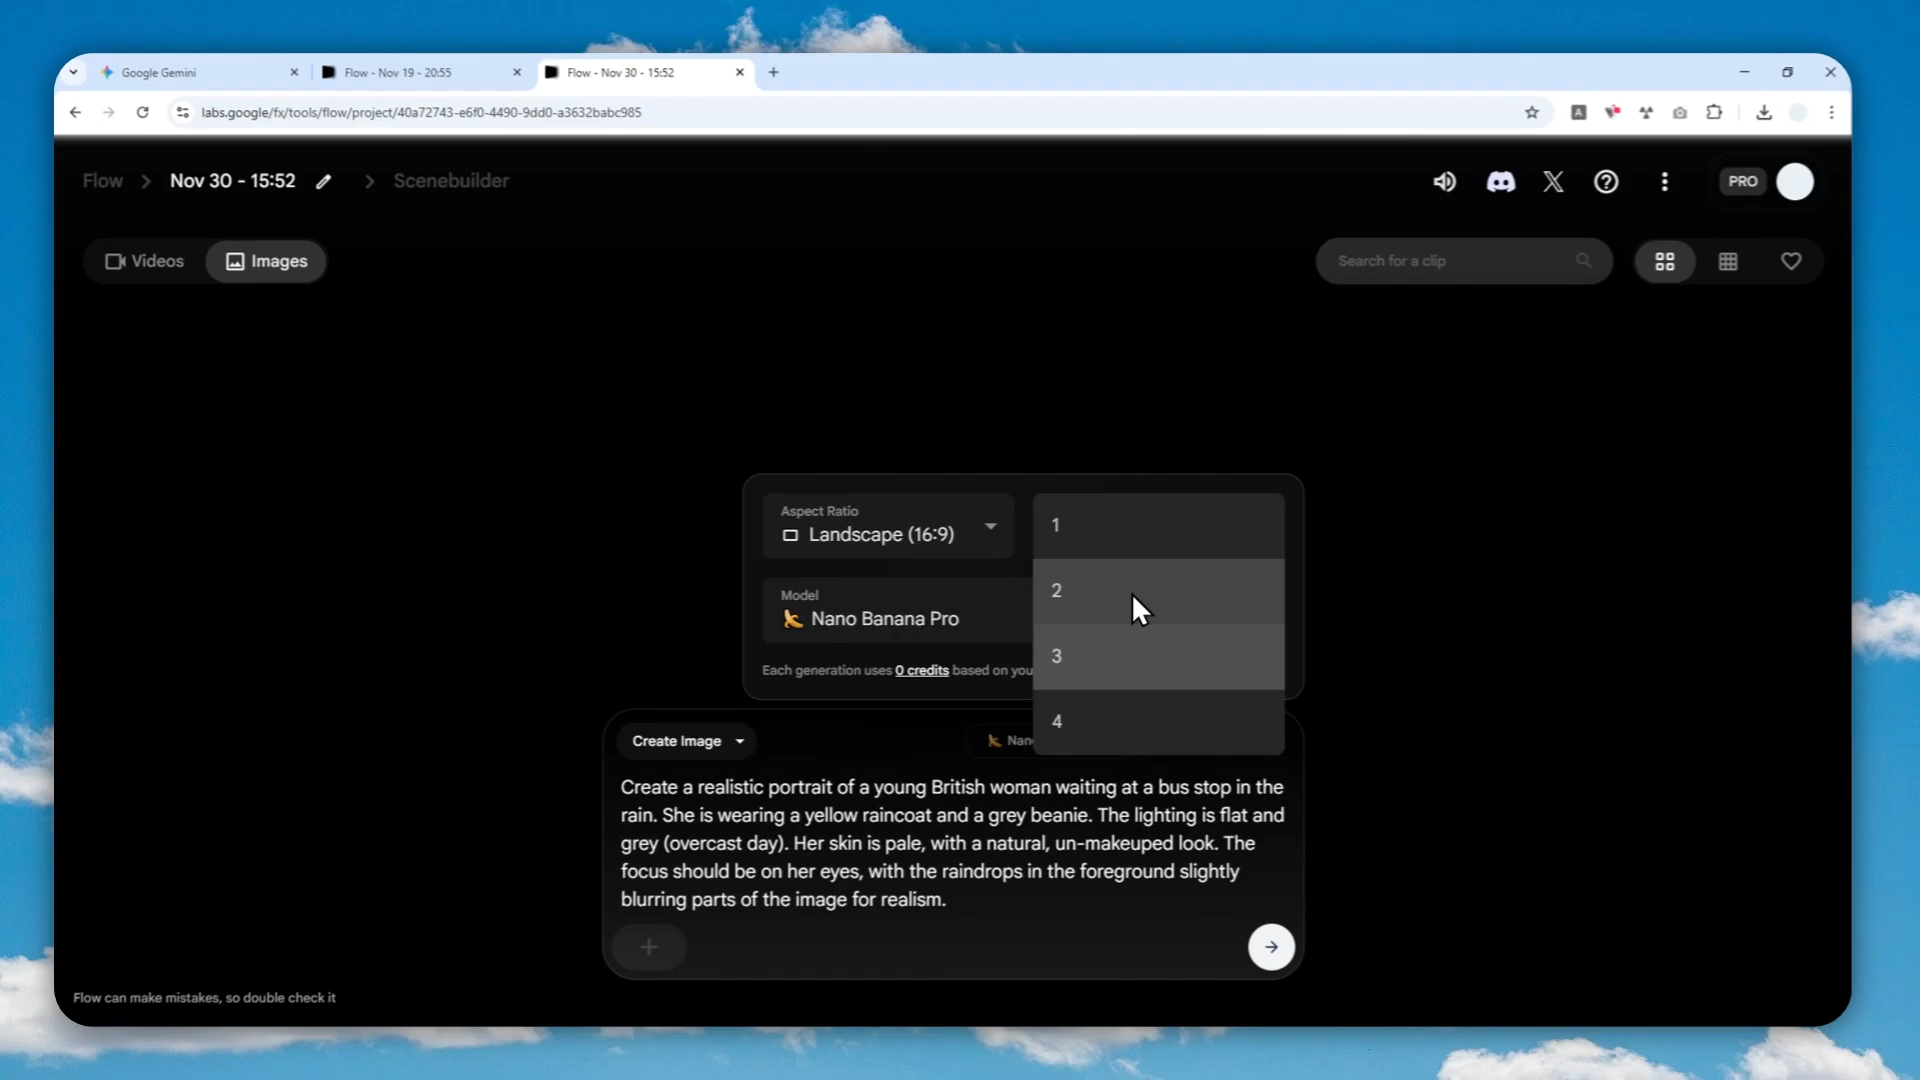 Google Gemini
Flow - Nov 19 - 20:55
Flow - Nov 30 - 15:52
labs.google/fx/tools/flow/project/40a72743-e6f0-4490-9dd0-a3632babc985
Flow
Nov 30 - 15:52
Scenebuilder
PRO
Videos
Images
Search for a clip
Aspect Ratio
Landscape (16:9)
1
2
3
4
Model
Nano Banana Pro
Each generation uses 0 credits based on you
Create Image
Nan
Create a realistic portrait of a young British woman waiting at a bus stop in the
rain. She is wearing a yellow raincoat and a grey beanie. The lighting is flat and
grey (overcast day). Her skin is pale, with a natural, un-makeuped look. The
focus should be on her eyes, with the raindrops in the foreground slightly
blurring parts of the image for realism.
Flow can make mistakes, so double check it